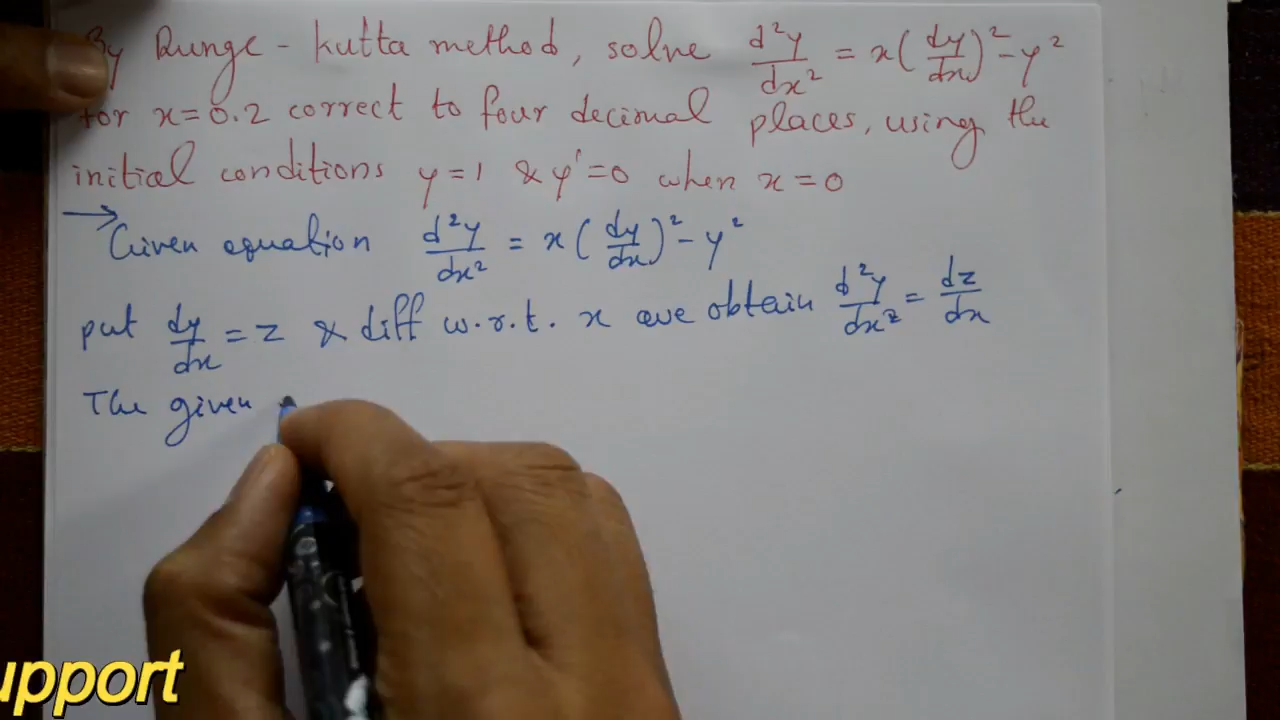 By Runge - Kutta method, solve d²y/dx² = x(dy/dx)² - y²
for x = 0.2 correct to four decimal places, using the
initial conditions y = 1 & y' = 0 when x = 0
→ Given equation d²y/dx² = x(dy/dx)² - y²
put dy/dx = z & diff w.r.t. x we obtain d²y/dx² = dz/dx
The given
upport